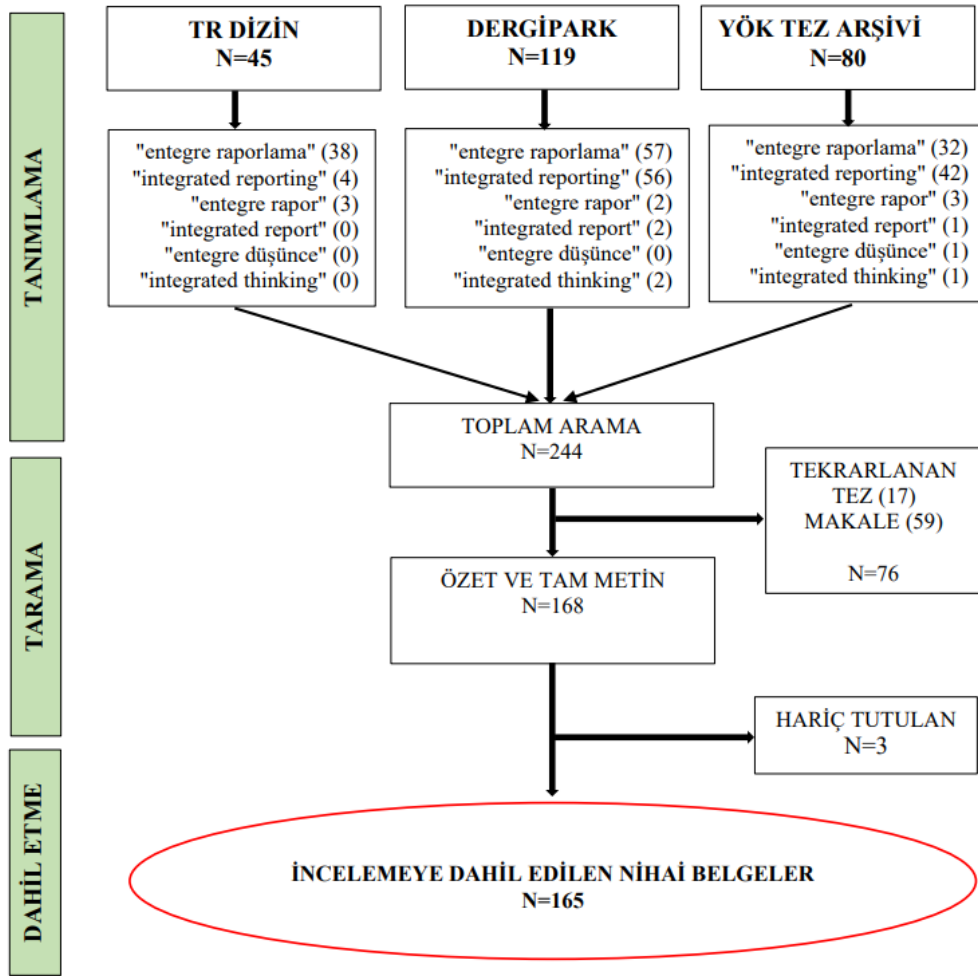 TANIMLAMA
TR DİZİN
N=45
DERGİPARK
N=119
YÖK TEZ ARŞİVİ
N=80
"entegre raporlama" (38)
"integrated reporting" (4)
"entegre rapor" (3)
"integrated report" (0)
"entegre düşünce" (0)
"integrated thinking" (0)
"entegre raporlama" (57)
"integrated reporting" (56)
"entegre rapor" (2)
"integrated report" (2)
"entegre düşünce" (0)
"integrated thinking" (2)
"entegre raporlama" (32)
"integrated reporting" (42)
"entegre rapor" (3)
"integrated report" (1)
"entegre düşünce" (1)
"integrated thinking" (1)
TOPLAM ARAMA
N=244
TARAMA
TEKRARLANAN
TEZ (17)
MAKALE (59)
N=76
ÖZET VE TAM METİN
N=168
HARİÇ TUTULAN
N=3
DAHİL ETME
İNCELEMEYE DAHİL EDİLEN NİHAİ BELGELER
N=165